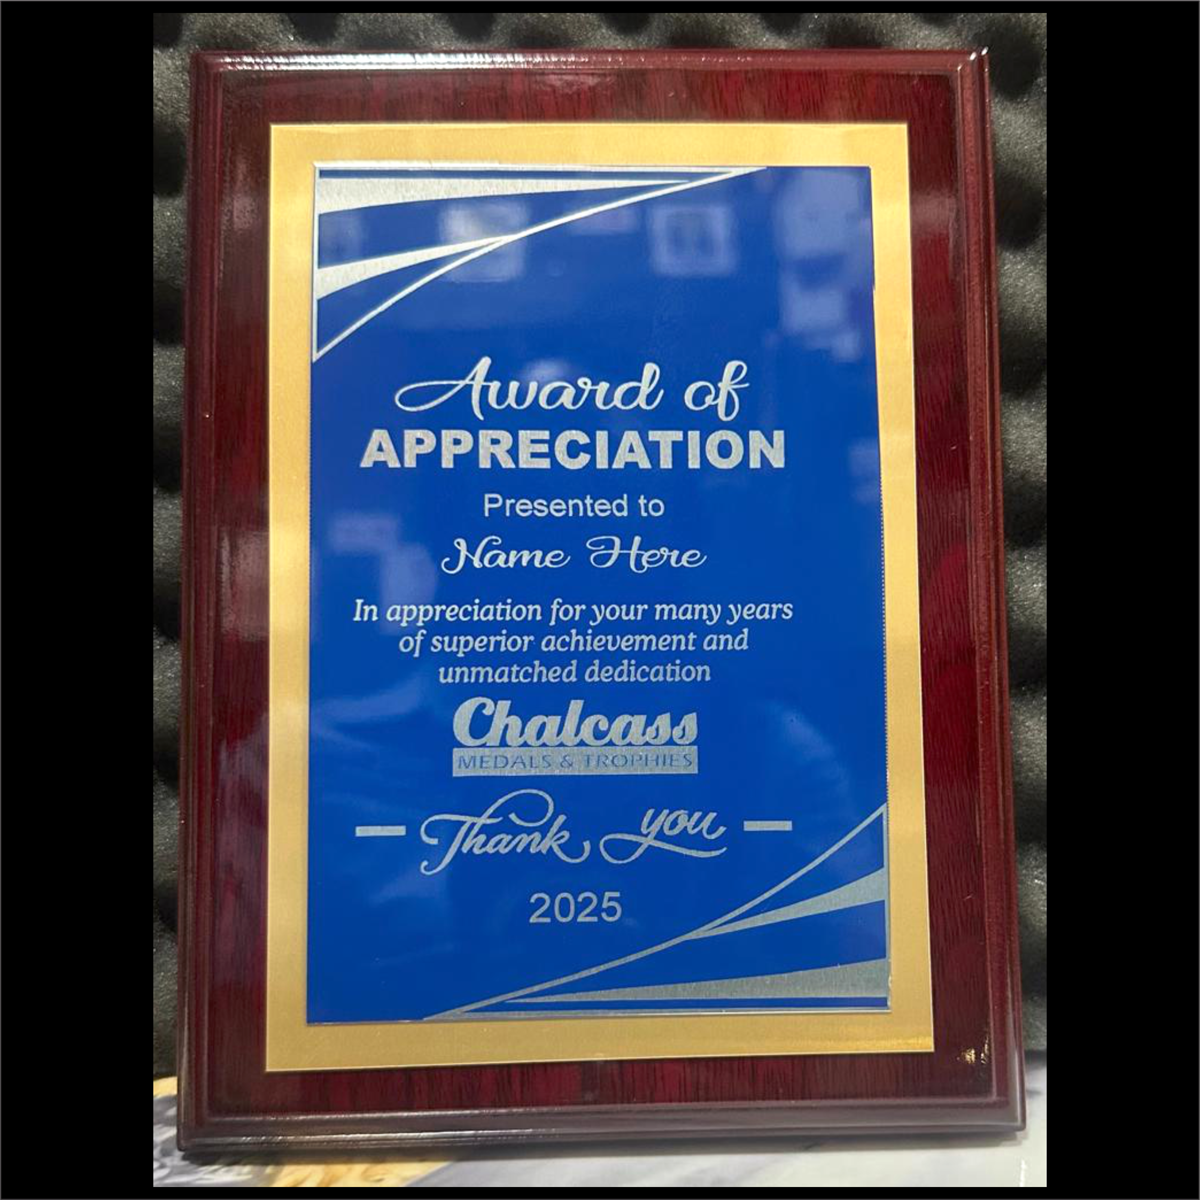 Award of
APPRECIATION
Presented to
Name Here
In appreciation for your many years
of superior achievement and
unmatched dedication
Chalcass
MEDALS & TROPHIES
Thank you
2025